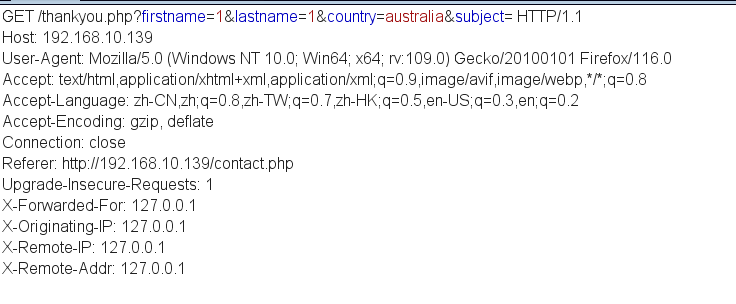 GET /thankyou.php?firstname=1&lastname=1&country=australia&subject= HTTP/1.1
Host: 192.168.10.139
User-Agent: Mozilla/5.0 (Windows NT 10.0; Win64; x64; rv:109.0) Gecko/20100101 Firefox/116.0
Accept: text/html,application/xhtml+xml,application/xml;q=0.9,image/avif,image/webp,*/*;q=0.8
Accept-Language: zh-CN,zh;q=0.8,zh-TW;q=0.7,zh-HK;q=0.5,en-US;q=0.3,en;q=0.2
Accept-Encoding: gzip, deflate
Connection: close
Referer: http://192.168.10.139/contact.php
Upgrade-Insecure-Requests: 1
X-Forwarded-For: 127.0.0.1
X-Originating-IP: 127.0.0.1
X-Remote-IP: 127.0.0.1
X-Remote-Addr: 127.0.0.1